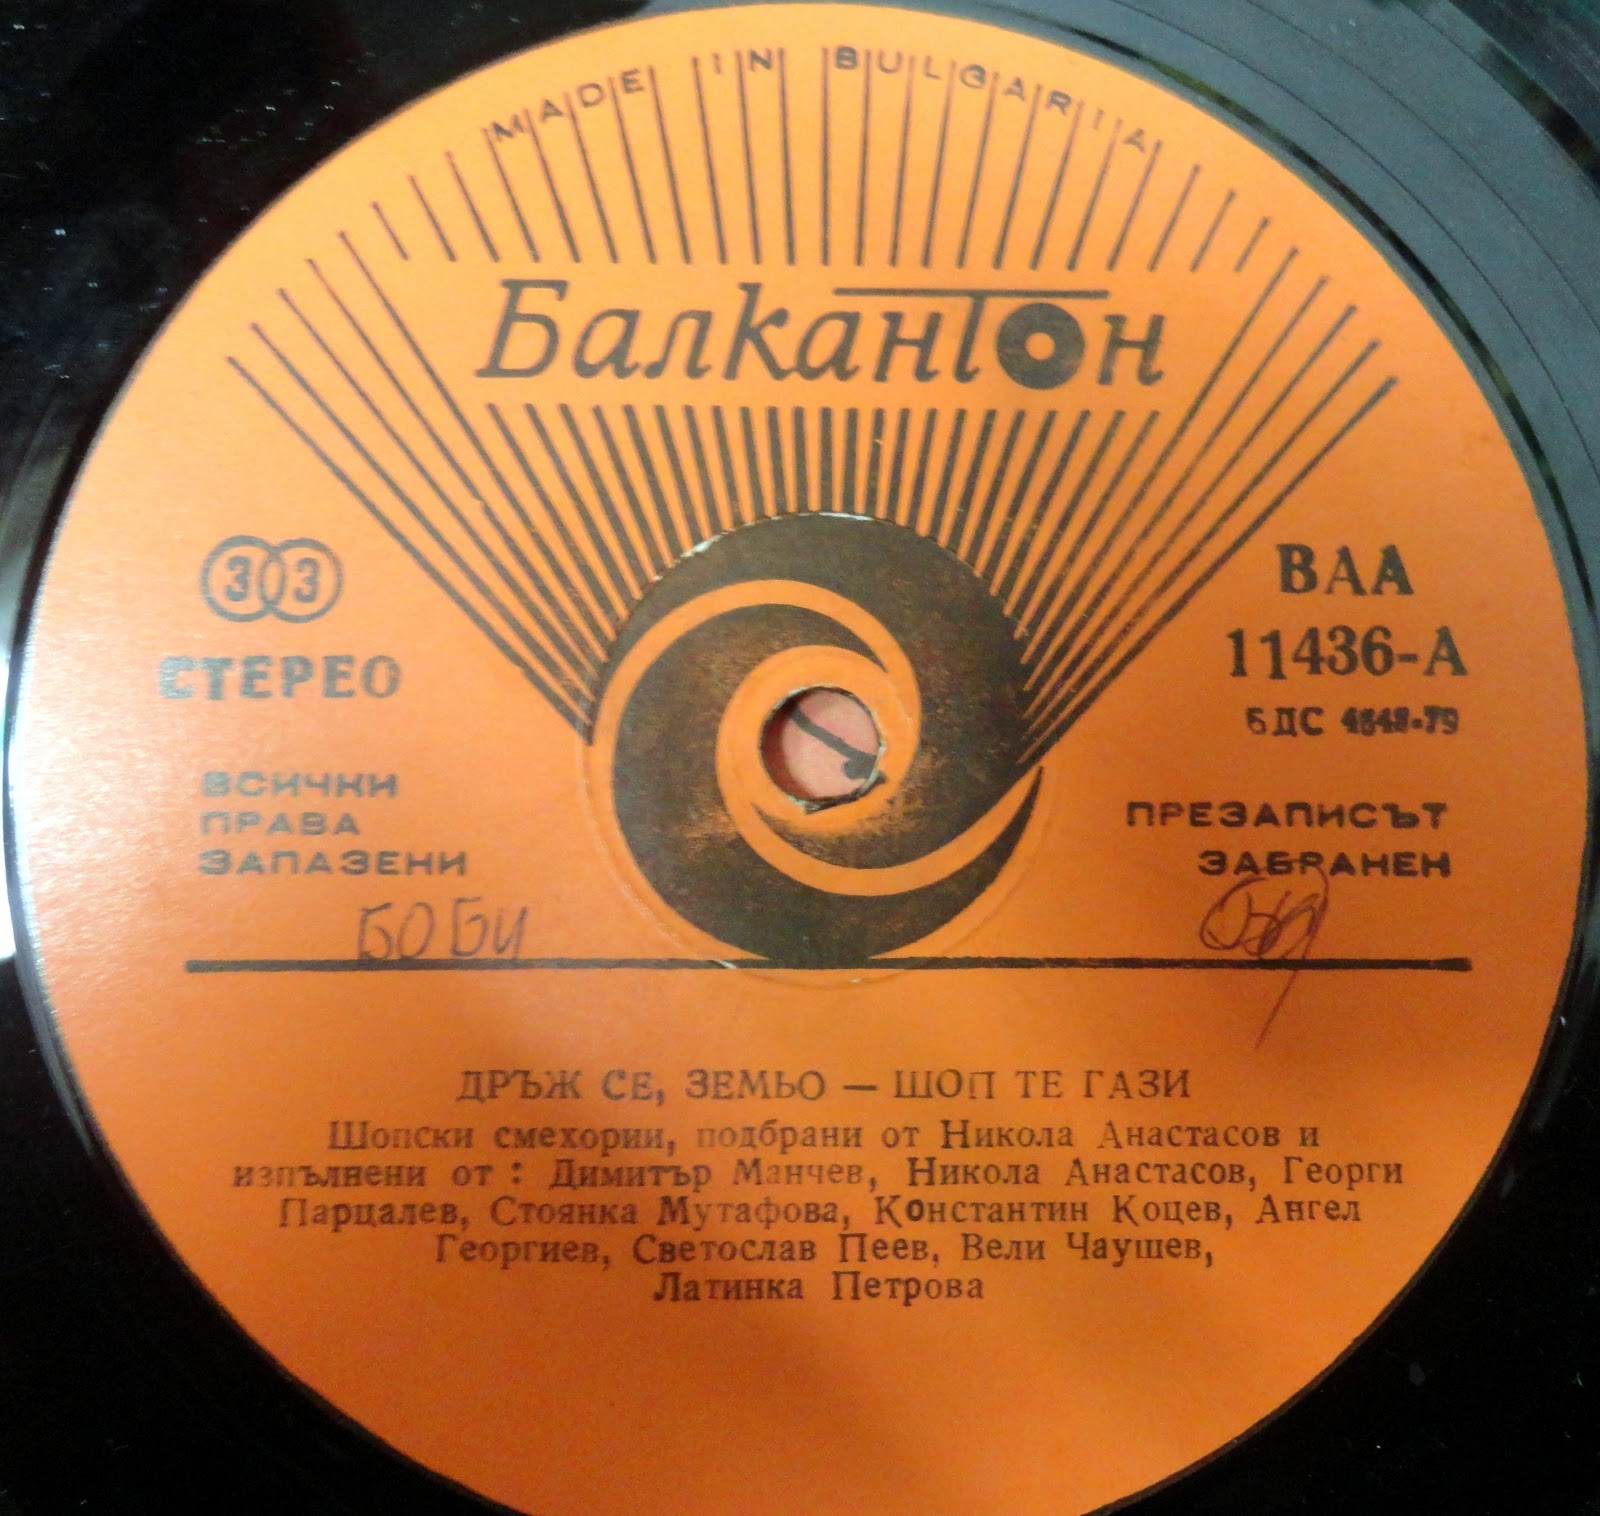 MADE IN BULGARIA
Балкантон
33
СТЕРЕО
ВСИЧКИ
ПРАВА
ЗАПАЗЕНИ
БОБИ
ВАА
11436-А
БДС
ПРЕЗАПИСЪТ
ЗАБРАНЕН
ДРЪЖ СЕ, ЗЕМЬО — ШОП ТЕ ГАЗИ
Шопски смехории, подбрани от Никола Анастасов и
изпълнени от : Димитър Манчев, Никола Анастасов, Георги
Парцалев, Стоянка Мутафова, Константин Коцев, Ангел
Георгиев, Светослав Пеев, Вели Чаушев,
Латинка Петрова